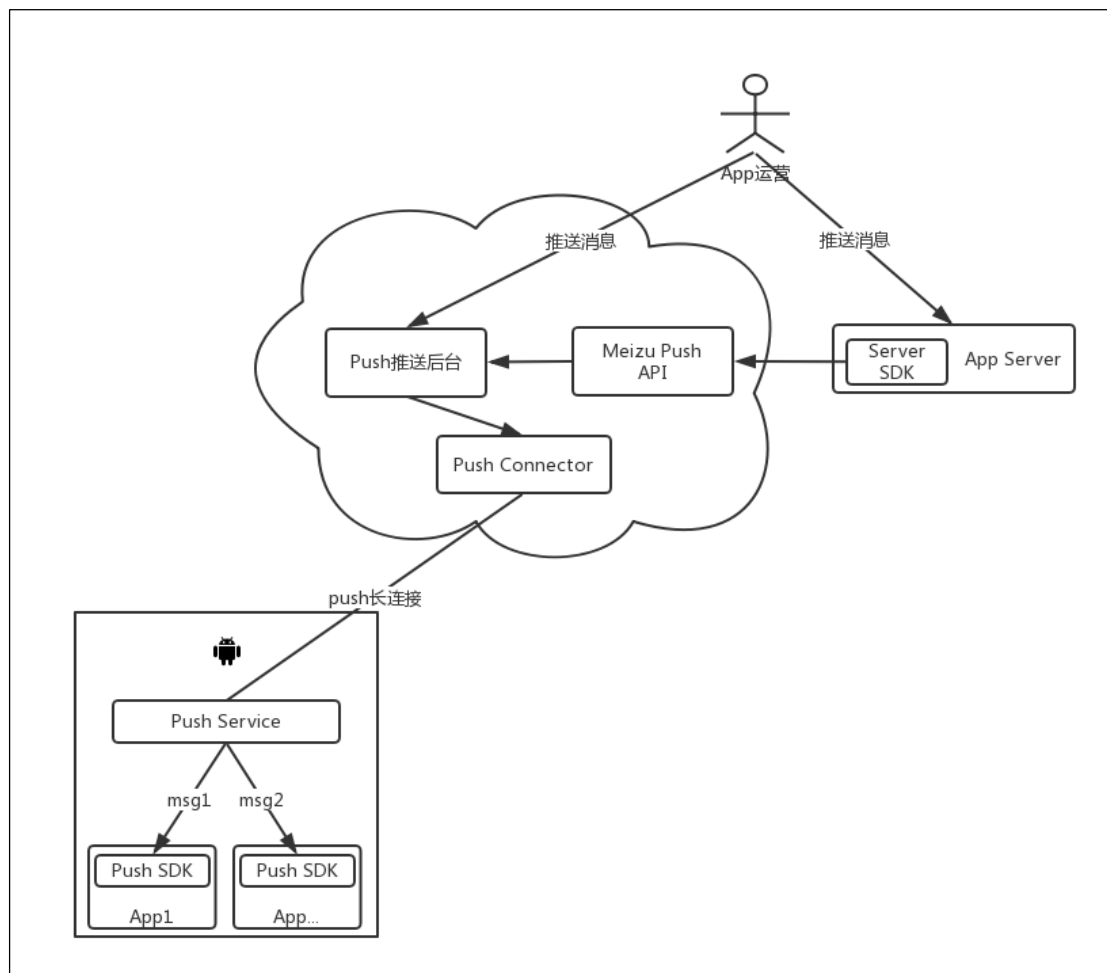 App运营
推送消息
推送消息
Push推送后台
Meizu Push
API
Server
SDK
App Server
Push Connector
push长连接
Push Service
msg1
msg2
Push SDK
App1
Push SDK
App...